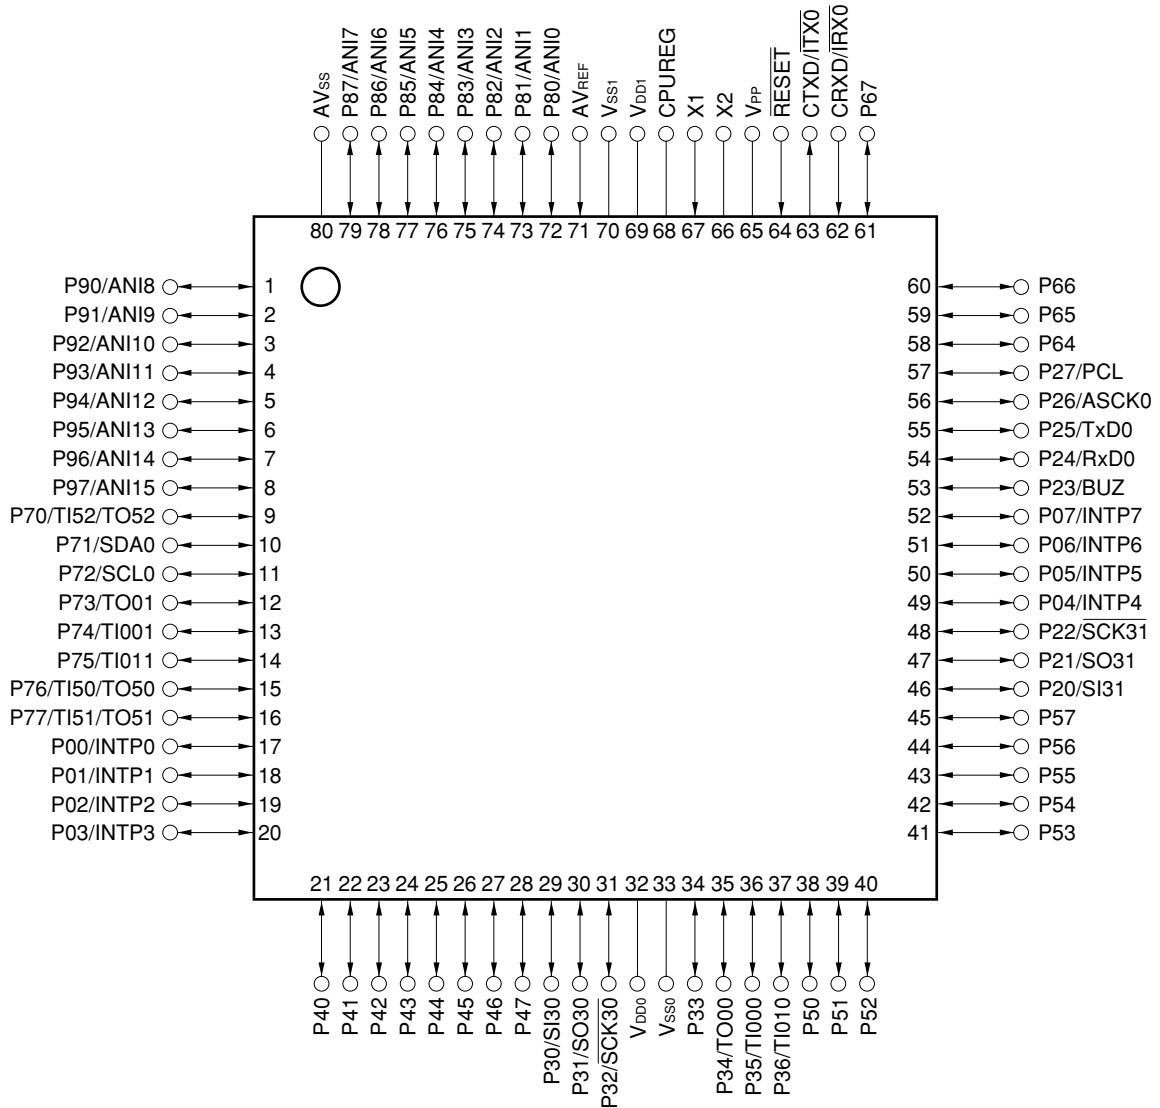 AVSS
P87/ANI7
P86/ANI6
P85/ANI5
P84/ANI4
P83/ANI3
P82/ANI2
P81/ANI1
P80/ANI0
AVREF
VSS1
VDD1
CPUREG
X1
X2
VPP
RESET
CTXD/ITX0
CRXD/IRX0
P67
80 79 78 77 76 75 74 73 72 71 70 69 68 67 66 65 64 63 62 61
P90/ANI8 1
P91/ANI9 2
P92/ANI10 3
P93/ANI11 4
P94/ANI12 5
P95/ANI13 6
P96/ANI14 7
P97/ANI15 8
P70/TI52/TO52 9
P71/SDA0 10
P72/SCL0 11
P73/TO01 12
P74/TI001 13
P75/TI011 14
P76/TI50/TO50 15
P77/TI51/TO51 16
P00/INTP0 17
P01/INTP1 18
P02/INTP2 19
P03/INTP3 20
60 P66
59 P65
58 P64
57 P27/PCL
56 P26/ASCK0
55 P25/TxD0
54 P24/RxD0
53 P23/BUZ
52 P07/INTP7
51 P06/INTP6
50 P05/INTP5
49 P04/INTP4
48 P22/SCK31
47 P21/SO31
46 P20/SI31
45 P57
44 P56
43 P55
42 P54
41 P53
21 22 23 24 25 26 27 28 29 30 31 32 33 34 35 36 37 38 39 40
P40
P41
P42
P43
P44
P45
P46
P47
P30/SI30
P31/SO30
P32/SCK30
VDD0
VSS0
P33
P34/TO00
P35/TI000
P36/TI010
P50
P51
P52